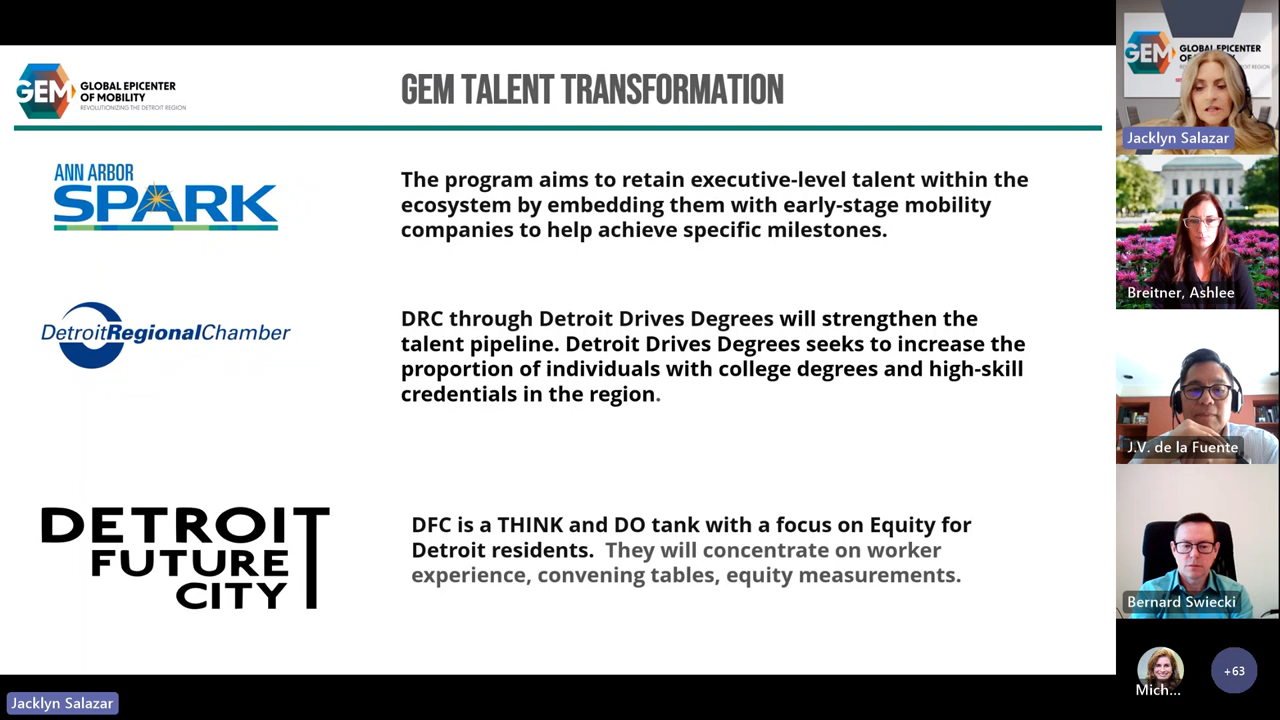 GEM
GLOBAL EPICENTER
OF MOBILITY
REVOLUTIONIZING THE DETROIT REGION
GEM TALENT TRANSFORMATION
ANN ARBOR
SPARK
The program aims to retain executive-level talent within the
ecosystem by embedding them with early-stage mobility
companies to help achieve specific milestones.
DetroitRegionalChamber
DRC through Detroit Drives Degrees will strengthen the
talent pipeline. Detroit Drives Degrees seeks to increase the
proportion of individuals with college degrees and high-skill
credentials in the region.
DETROIT
FUTURE
CITY
DFC is a THINK and DO tank with a focus on Equity for
Detroit residents. They will concentrate on worker
experience, convening tables, equity measurements.
Jacklyn Salazar
GEM
GLOBAL
OF
Jacklyn Salazar
Breitner, Ashlee
J.V. de la Fuente
Bernard Swiecki
Mich...
+63